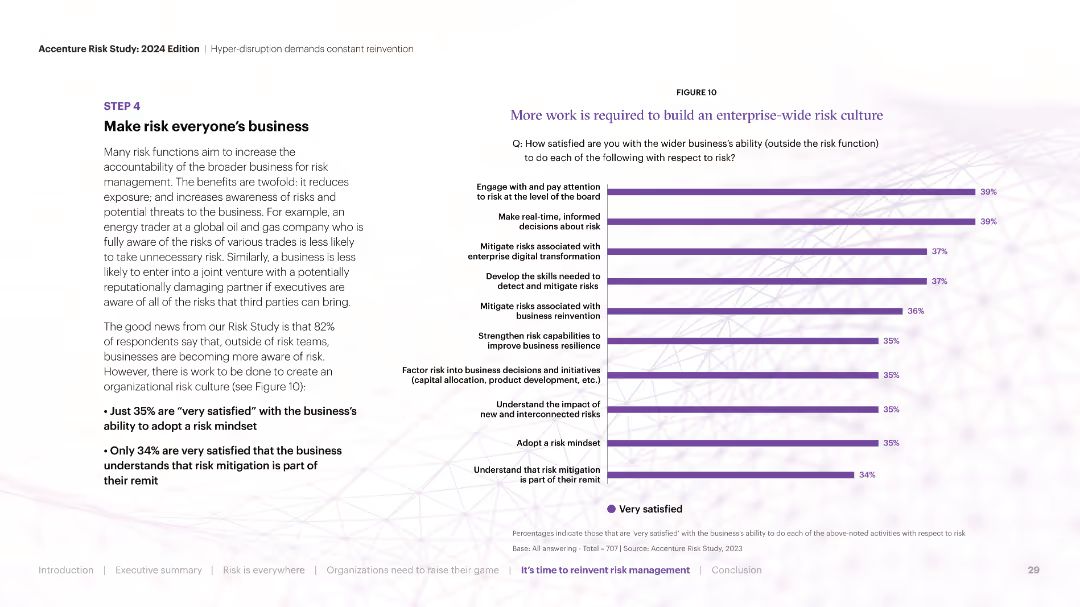 Accenture Risk Study: 2024 Edition | Hyper-disruption demands constant reinvention
STEP 4
Make risk everyone's business
Many risk functions aim to increase the
accountability of the broader business for risk
management. The benefits are twofold: it reduces
exposure; and increases awareness of risks and
potential threats to the business. For example, an
energy trader at a global oil and gas company who is
fully aware of the risks of various trades is less likely
to take unnecessary risk. Similarly, a business is less
likely to enter into a joint venture with a potentially
reputationally damaging partner if executives are
aware of all of the risks that third parties can bring.
The good news from our Risk Study is that 82%
of respondents say that, outside of risk teams,
businesses are becoming more aware of risk.
However, there is work to be done to create an
organizational risk culture (see Figure 10):
• Just 35% are “very satisfied” with the business's
ability to adopt a risk mindset
• Only 34% are very satisfied that the business
understands that risk mitigation is part of
their remit
FIGURE 10
More work is required to build an enterprise-wide risk culture
Q: How satisfied are you with the wider business's ability (outside the risk function)
to do each of the following with respect to risk?
Engage with and pay attention
to risk at the level of the board
39%
Make real-time, informed
decisions about risk
39%
Mitigate risks associated with
enterprise digital transformation
37%
Develop the skills needed to
detect and mitigate risks
37%
Mitigate risks associated with
business reinvention
36%
Strengthen risk capabilities to
improve business resilience
35%
Factor risk into business decisions and initiatives
(capital allocation, product development, etc.)
35%
Understand the impact of
new and interconnected risks
35%
Adopt a risk mindset
35%
Understand that risk mitigation
is part of their remit
34%
Very satisfied
Percentages indicate those that are 'very satisfied' with the business's ability to do each of the above-noted activities with respect to risk
Base: All answering - Total = 707 | Source: Accenture Risk Study, 2023
Introduction | Executive summary | Risk is everywhere | Organizations need to raise their game | It's time to reinvent risk management | Conclusion
29